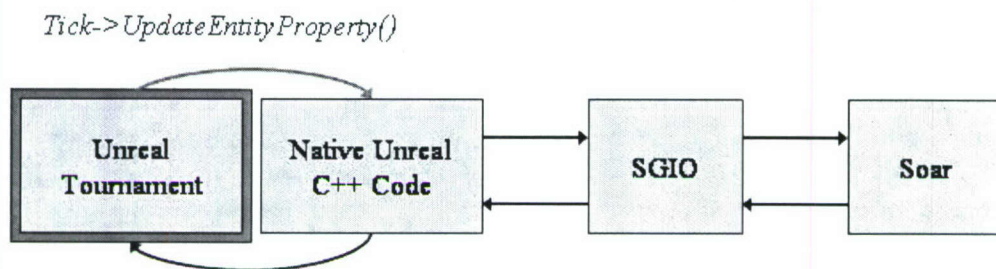 Tick->UpdateEntityProperty()
Unreal
Tournament
Native Unreal
C++ Code
SGIO
Soar